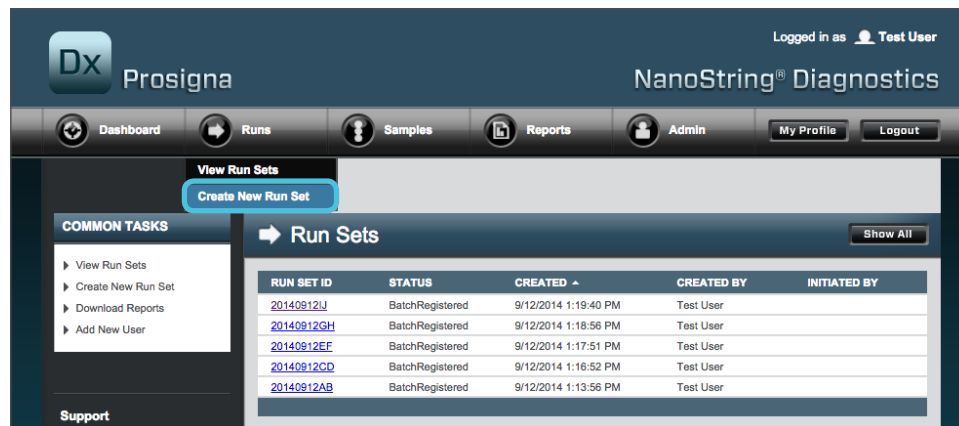 Logged in as Test User
Dx Prosigna
NanoString® Diagnostics
Dashboard Runs Samples Reports Admin My Profile Logout
View Run Sets
Create New Run Set
COMMON TASKS
View Run Sets
Create New Run Set
Download Reports
Add New User
Support
Run Sets Show All
RUN SET ID STATUS CREATED CREATED BY INITIATED BY
20140912IJ BatchRegistered 9/12/2014 1:19:40 PM Test User
20140912GH BatchRegistered 9/12/2014 1:18:56 PM Test User
20140912EF BatchRegistered 9/12/2014 1:17:51 PM Test User
20140912CD BatchRegistered 9/12/2014 1:16:52 PM Test User
20140912AB BatchRegistered 9/12/2014 1:13:56 PM Test User